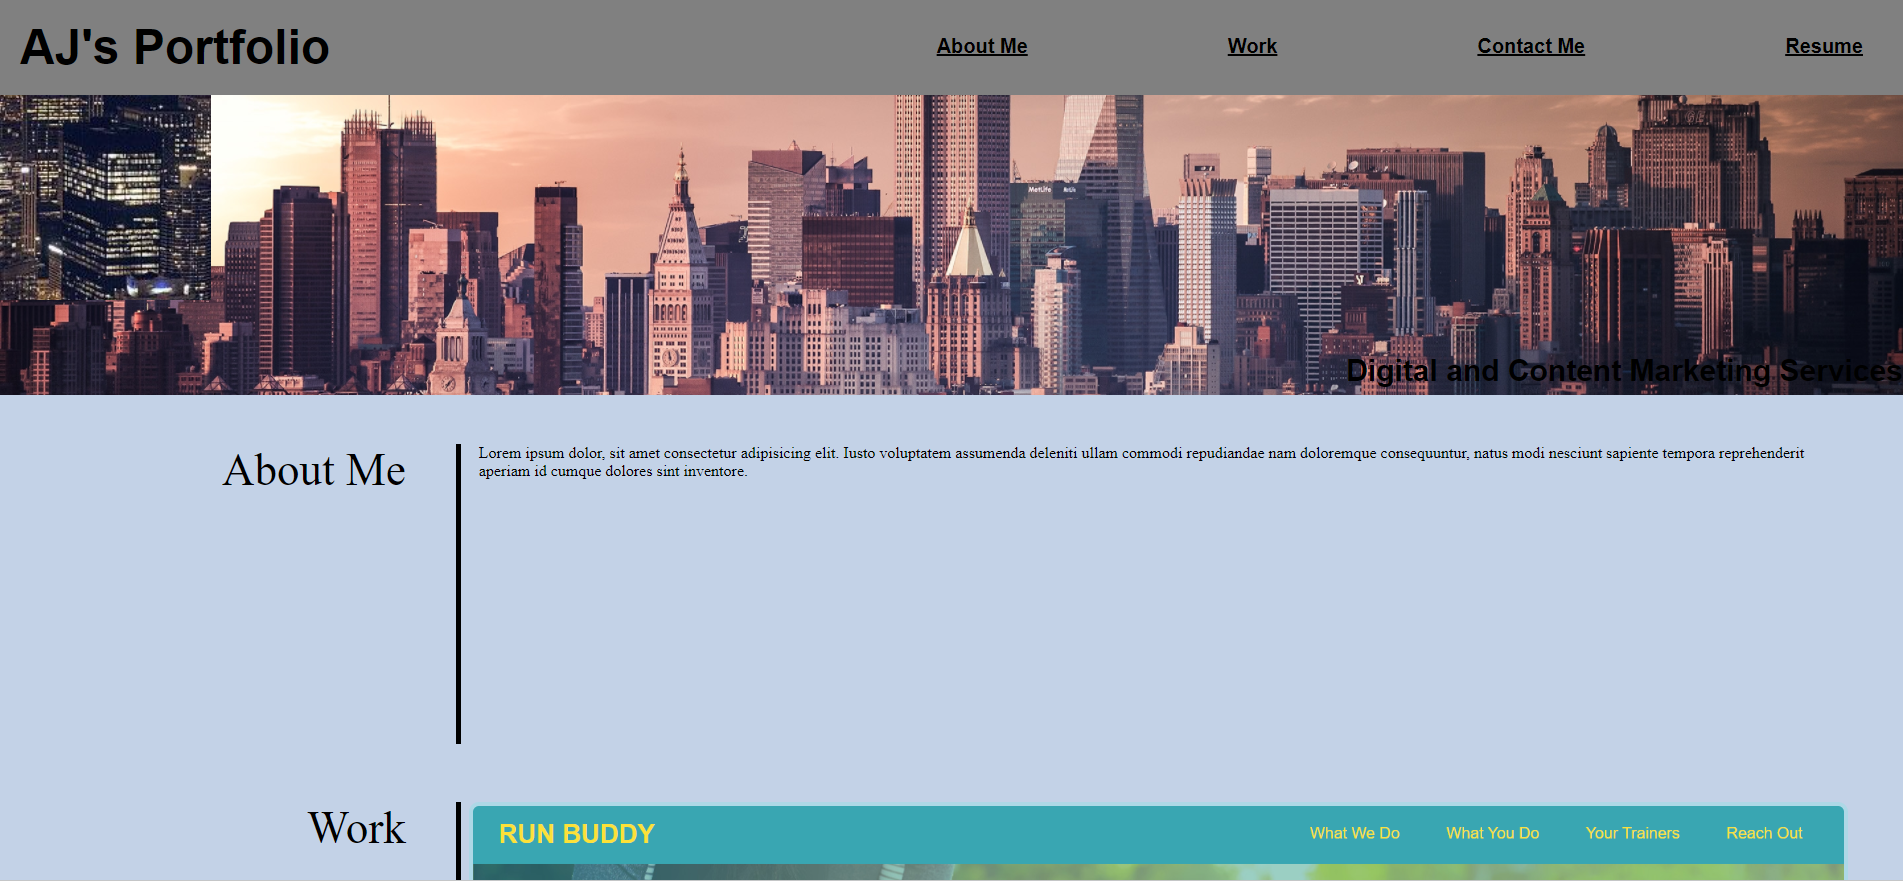 AJ's Portfolio
About Me
Work
Contact Me
Resume
MetLife
Digital and Content Marketing Services
About Me
Lorem ipsum dolor, sit amet consectetur adipisicing elit. Iusto voluptatem assumenda deleniti ullam commodi repudiandae nam doloremque consequuntur, natus modi nesciunt sapiente tempora reprehenderit
aperiam id cumque dolores sint inventore.
Work
RUN BUDDY
What We Do
What You Do
Your Trainers
Reach Out